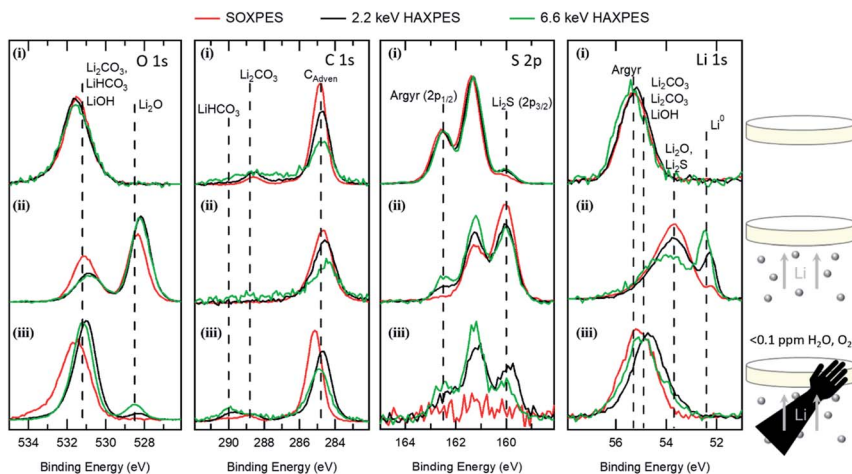 SOXPES 2.2 keV HAXPES 6.6 keV HAXPES
(i) O 1s
Li₂CO₃,
LiHCO₃
LiOH
Li₂O
(ii)
(iii)
534 532 530 528
Binding Energy (eV)
(i) C 1s
LiHCO₃
Li₂CO₃
C_Adven
(ii)
(iii)
290 288 286 284
Binding Energy (eV)
(i) S 2p
Argyr (2p₁/₂)
Li₂S (2p₃/₂)
(ii)
(iii)
164 162 160
Binding Energy (eV)
(i) Li 1s
Argyr
Li₂CO₃
Li₂CO₃
LiOH
Li₂O,
Li₂S
Li⁰
(ii)
(iii)
56 54 52
Binding Energy (eV)
Li
<0.1 ppm H₂O, O₂
Li